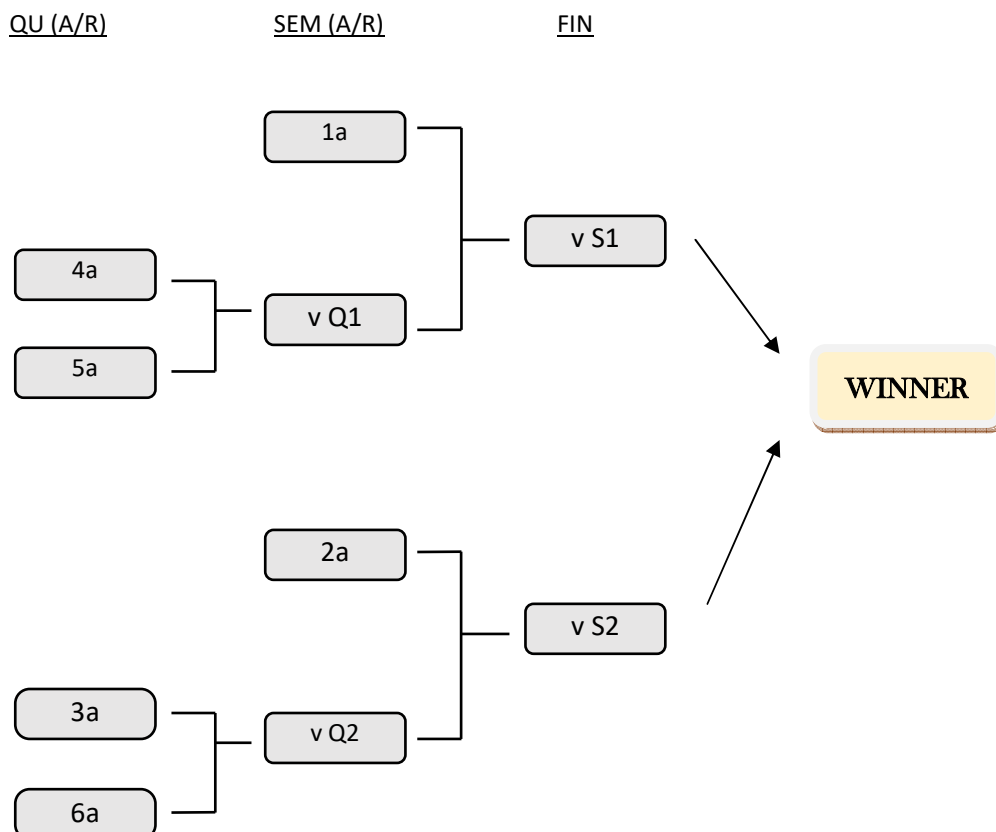 QU (A/R) SEM (A/R) FIN
1a
v S1
4a
v Q1
5a
WINNER
2a
v S2
3a
v Q2
6a